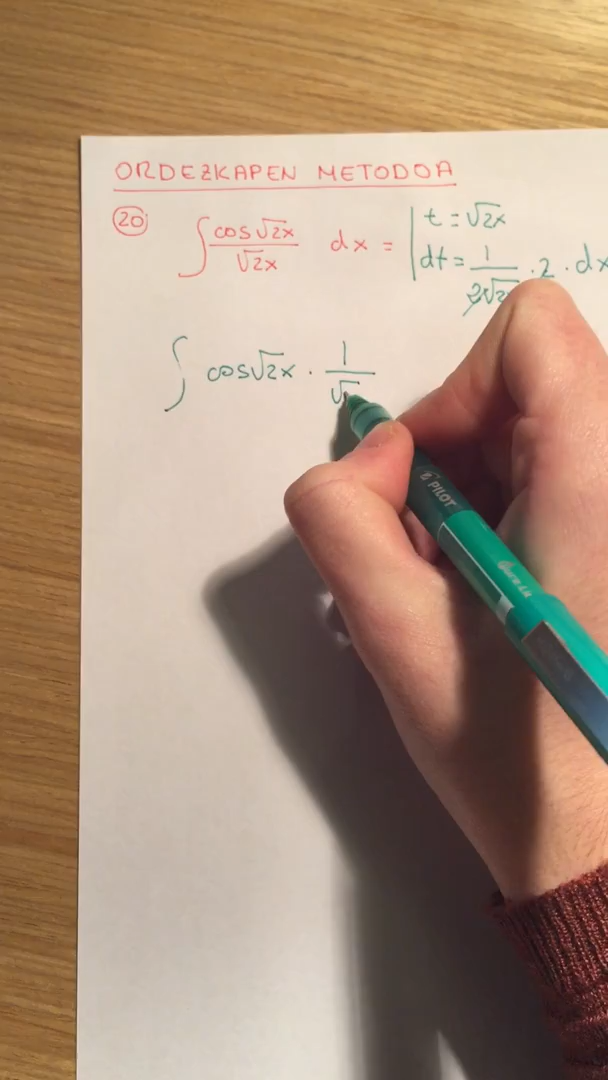 ORDEZKAPEN METODOA
20 ∫ cos√2x / √2x dx = | t = √2x
dt = 1 / 2√2x · 2 · dx
∫ cos√2x · 1 / √
PILOT